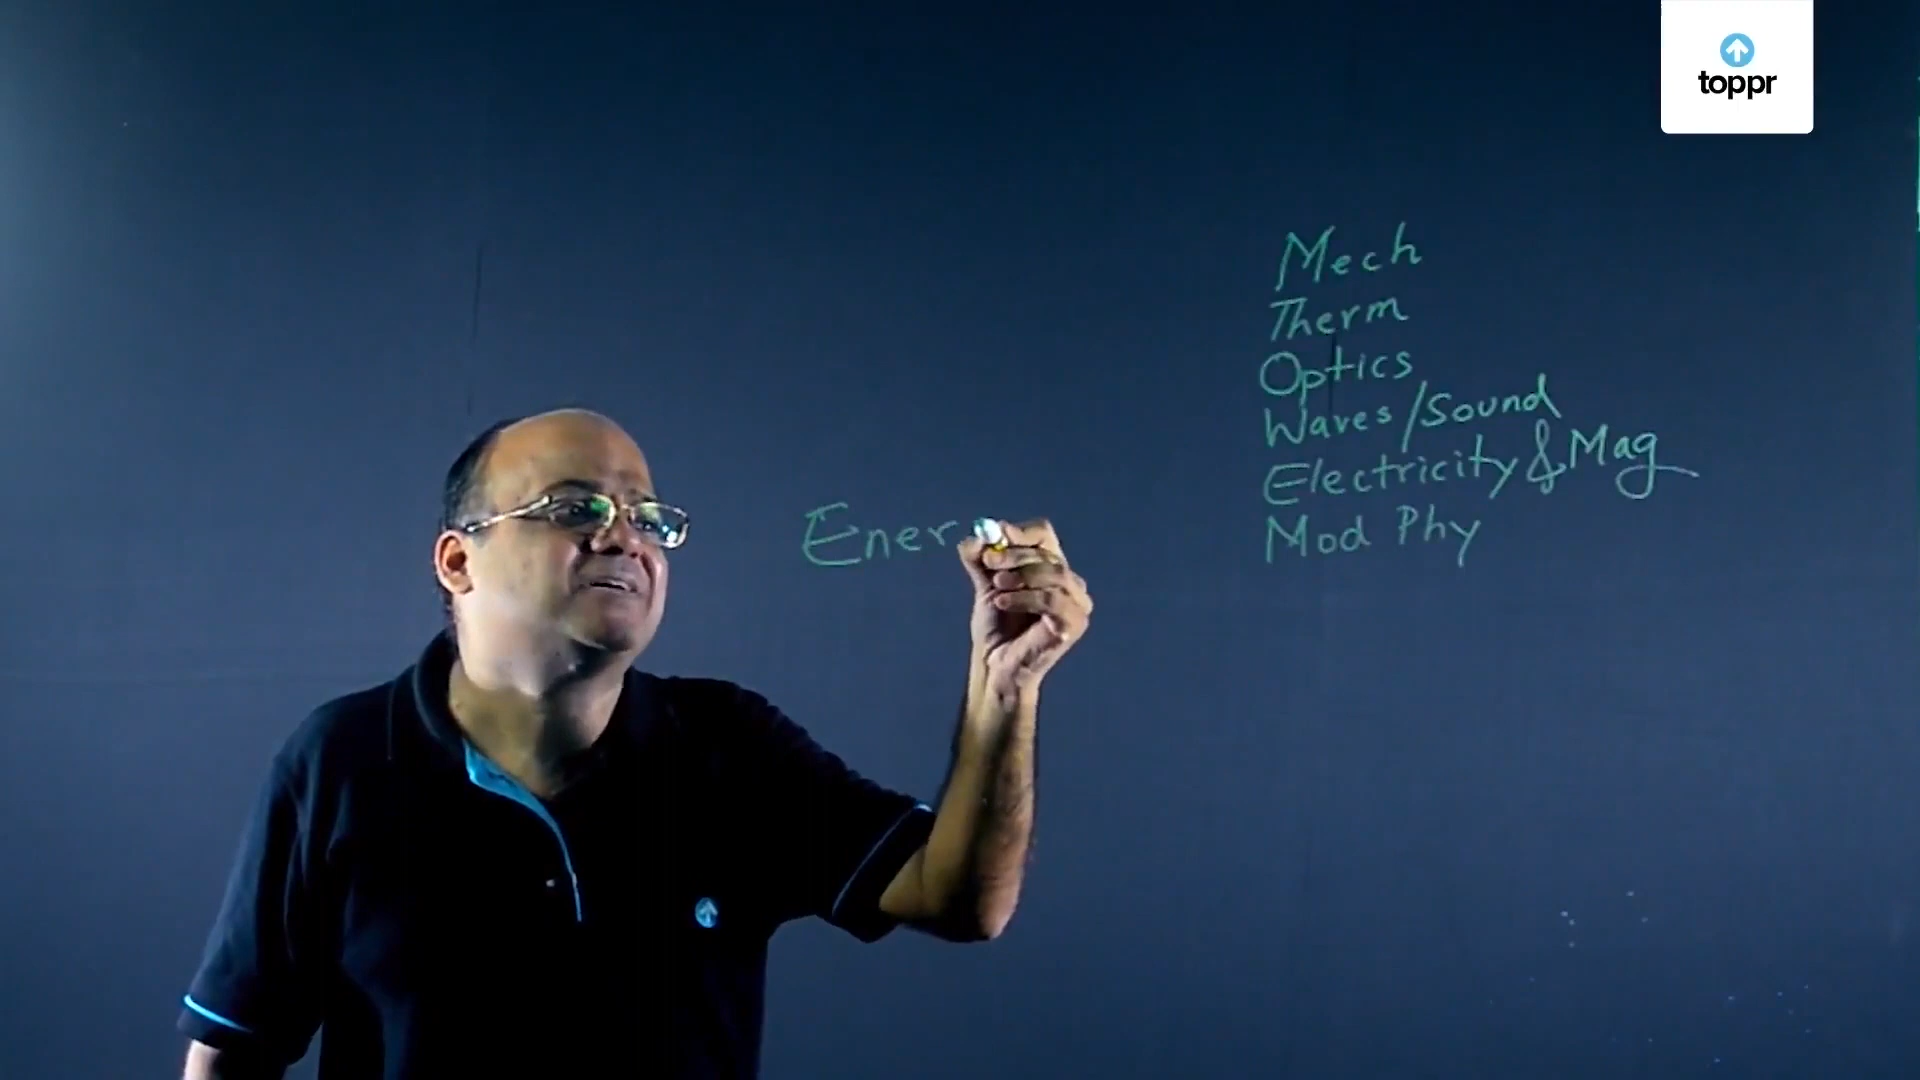 toppr
Mech
Therm
Optics
Waves/Sound
Electricity & Mag
Ener
Mod Phy